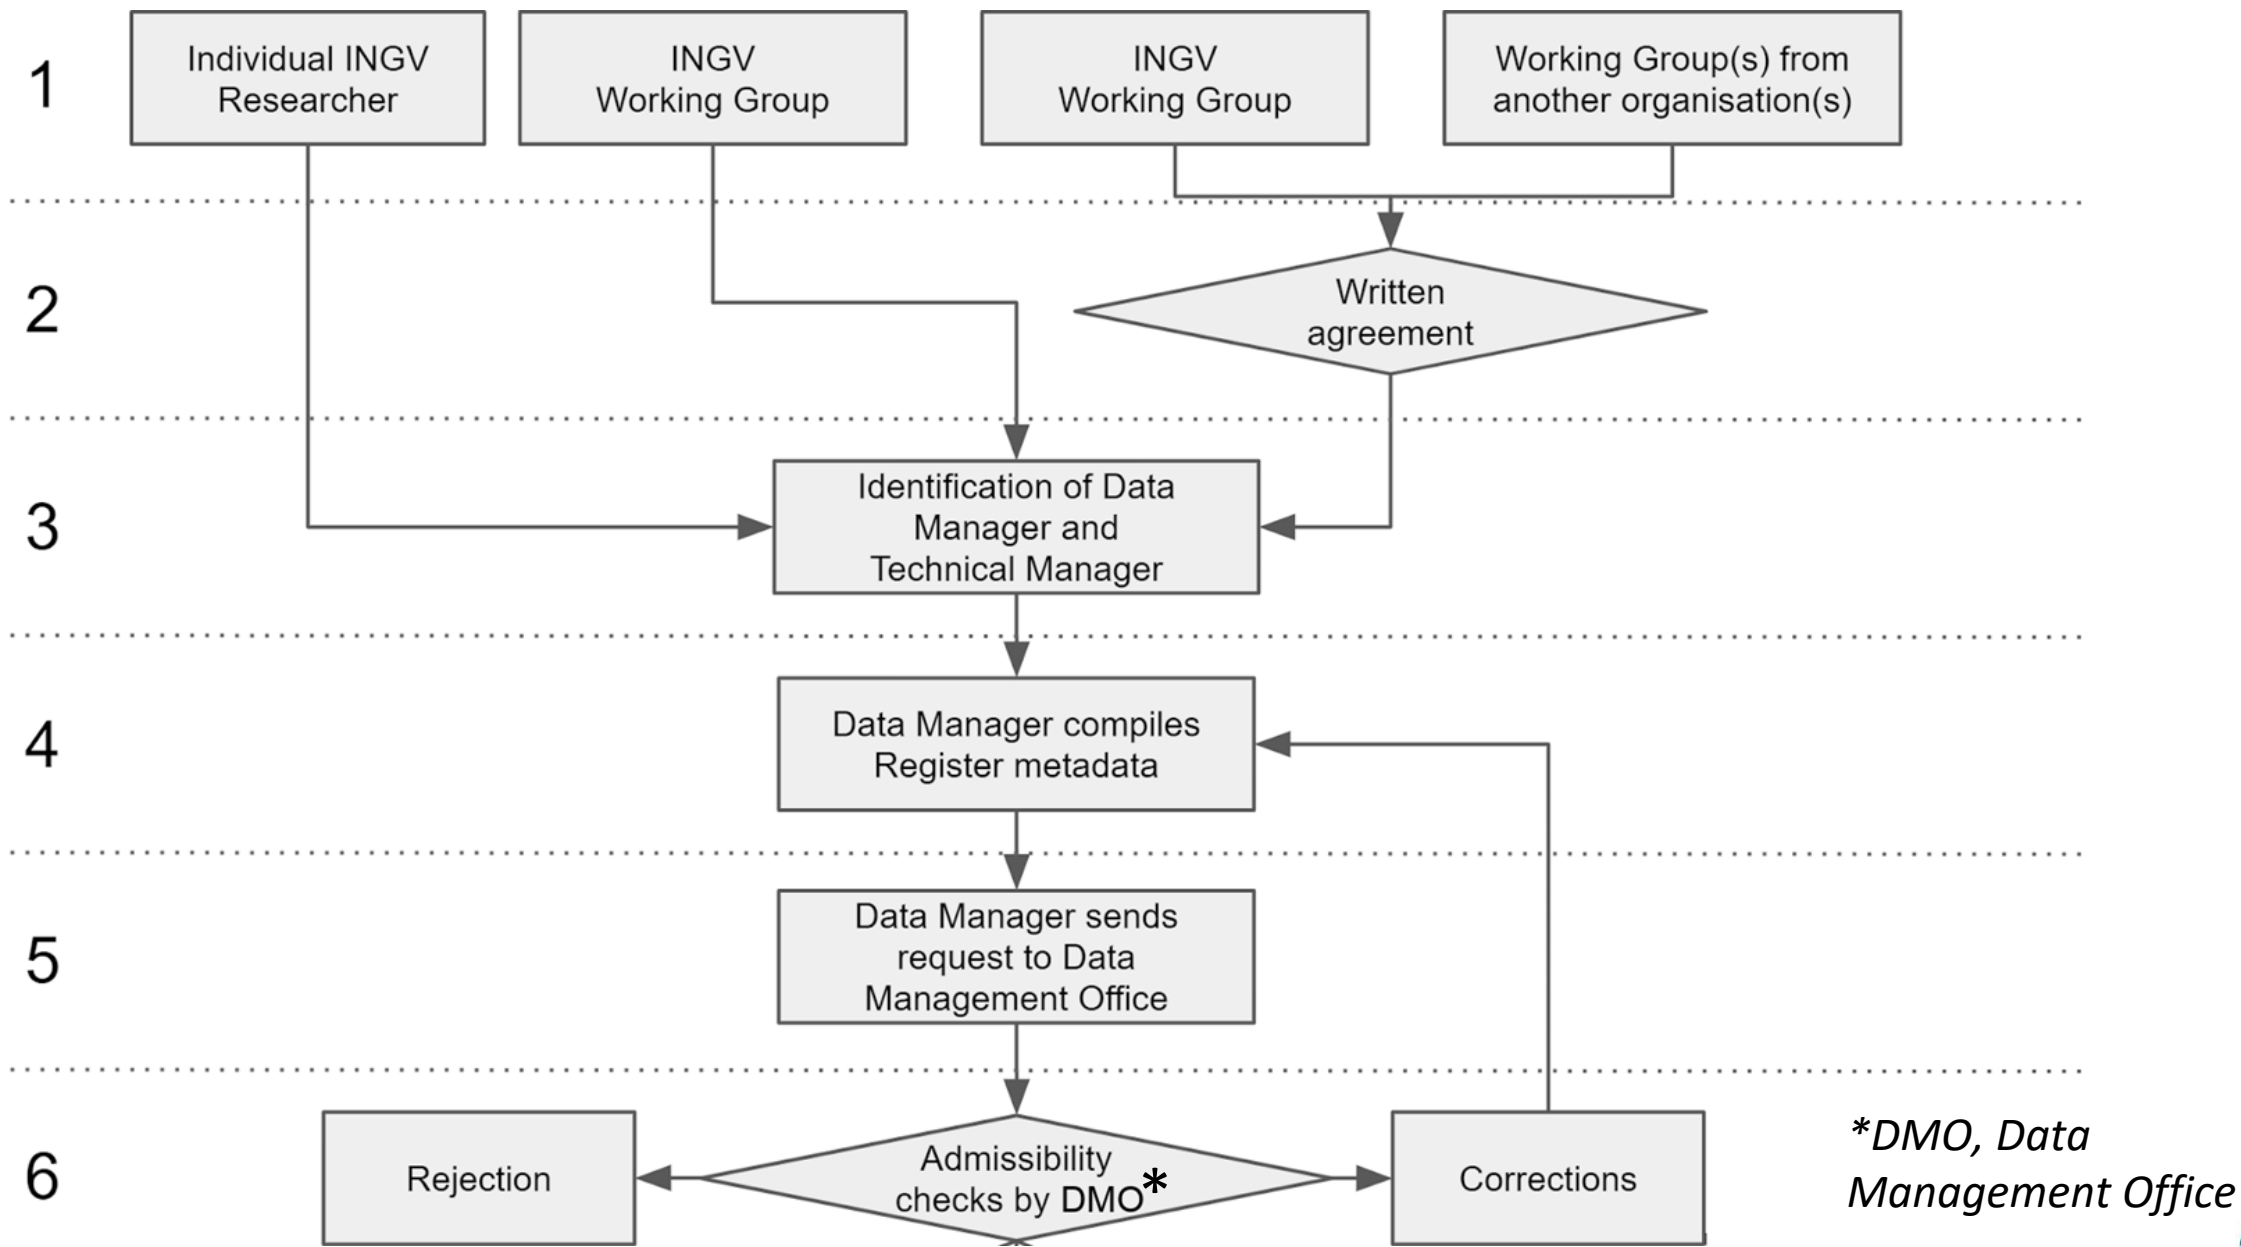 1
Individual INGV
Researcher
INGV
Working Group
INGV
Working Group
Working Group(s) from
another organisation(s)
2
Written
agreement
3
Identification of Data
Manager and
Technical Manager
4
Data Manager compiles
Register metadata
5
Data Manager sends
request to Data
Management Office
6
Rejection
Admissibility
checks by DMO*
Corrections
*DMO, Data
Management Office